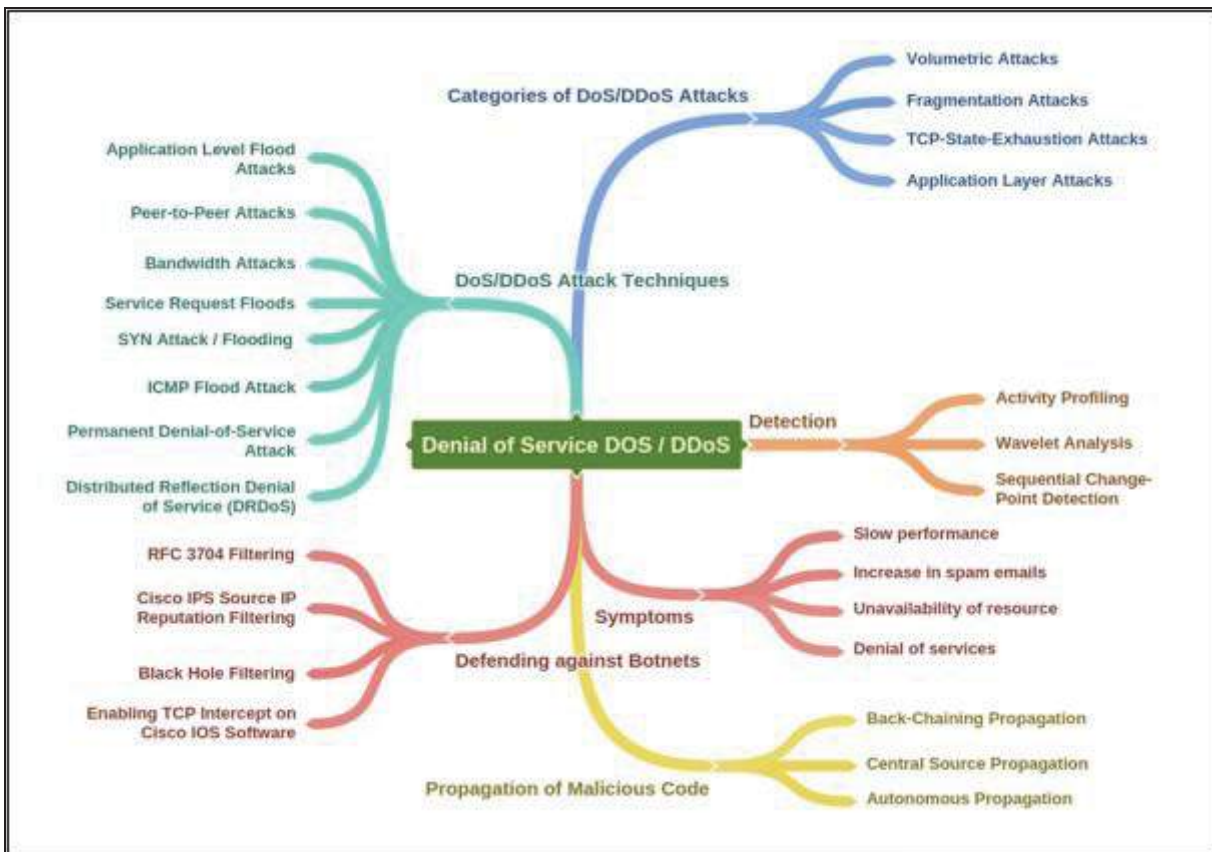 Categories of DoS/DDoS Attacks
Volumetric Attacks
Fragmentation Attacks
TCP-State-Exhaustion Attacks
Application Layer Attacks
DoS/DDoS Attack Techniques
Application Level Flood
Attacks
Peer-to-Peer Attacks
Bandwidth Attacks
Service Request Floods
SYN Attack / Flooding
ICMP Flood Attack
Permanent Denial-of-Service
Attack
Distributed Reflection Denial
of Service (DRDoS)
Denial of Service DOS / DDoS
Detection
Activity Profiling
Wavelet Analysis
Sequential Change-
Point Detection
Symptoms
Slow performance
Increase in spam emails
Unavailability of resource
Denial of services
Defending against Botnets
RFC 3704 Filtering
Cisco IPS Source IP
Reputation Filtering
Black Hole Filtering
Enabling TCP Intercept on
Cisco IOS Software
Propagation of Malicious Code
Back-Chaining Propagation
Central Source Propagation
Autonomous Propagation